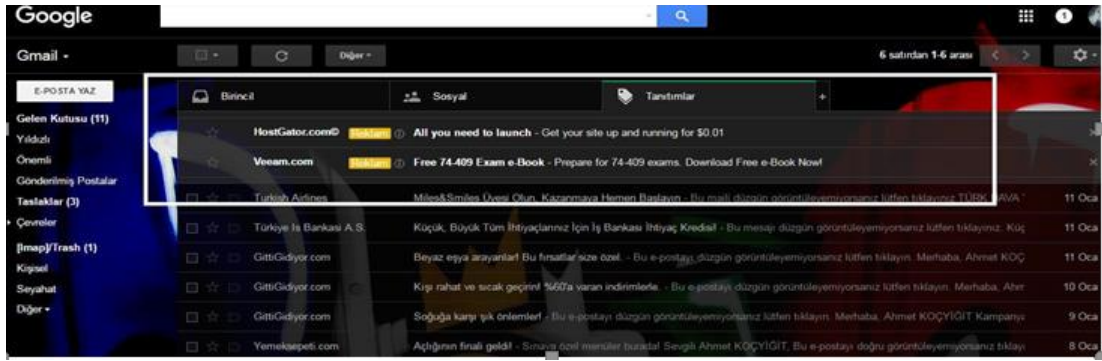 Google
1
Gmail
Diğer
6 satırdan 1-6 arası
E-POSTA YAZ
Birincil
Sosyal
Tanıtımlar
+
Gelen Kutusu (11)
Yıldızlı
Önemli
Gönderilmiş Postalar
Taslaklar (3)
Çevreler
[Imap]/Trash (1)
Kişisel
Seyahat
Diğer
HostGator.com© Reklam All you need to launch - Get your site up and running for $0.01
Veeam.com Reklam Free 74-409 Exam e-Book - Prepare for 74-409 exams. Download Free e-Book Now!
Turkish Airlines Miles&Smiles Üyesi Olun, Kazanmaya Hemen Başlayın - Bu maili düzgün görüntüleyemiyorsanız lütfen tıklayınız TÜRK HAVA 11 Oca
Türkiye Is Bankasi A.S. Küçük, Büyük Tüm İhtiyaçlarınız İçin İş Bankası İhtiyaç Kredisi! - Bu mesajı düzgün görüntüleyemiyorsanız lütfen tıklayınız. Küç 11 Oca
GittiGidiyor.com Beyaz eşya arayanlar! Bu fırsatlar size özel. - Bu e-postayı düzgün görüntüleyemiyorsanız lütfen tıklayın. Merhaba, Ahmet KOÇ 11 Oca
GittiGidiyor.com Kışı rahat ve sıcak geçirin! %60'a varan indirimlerle. - Bu e-postayı düzgün görüntüleyemiyorsanız lütfen tıklayın. Merhaba, Ahm 10 Oca
GittiGidiyor.com Soğuğa karşı şık önlemler! - Bu e-postayı düzgün görüntüleyemiyorsanız lütfen tıklayın. Merhaba, Ahmet KOÇYİĞİT Kampanya 9 Oca
Yemeksepeti.com Açlığının finali geldi! - Sınava özel menüler burada! Sevgili Ahmet KOÇYİĞİT, Bu e-postayı doğru görüntüleyemiyorsanız tıklayı 8 Oca